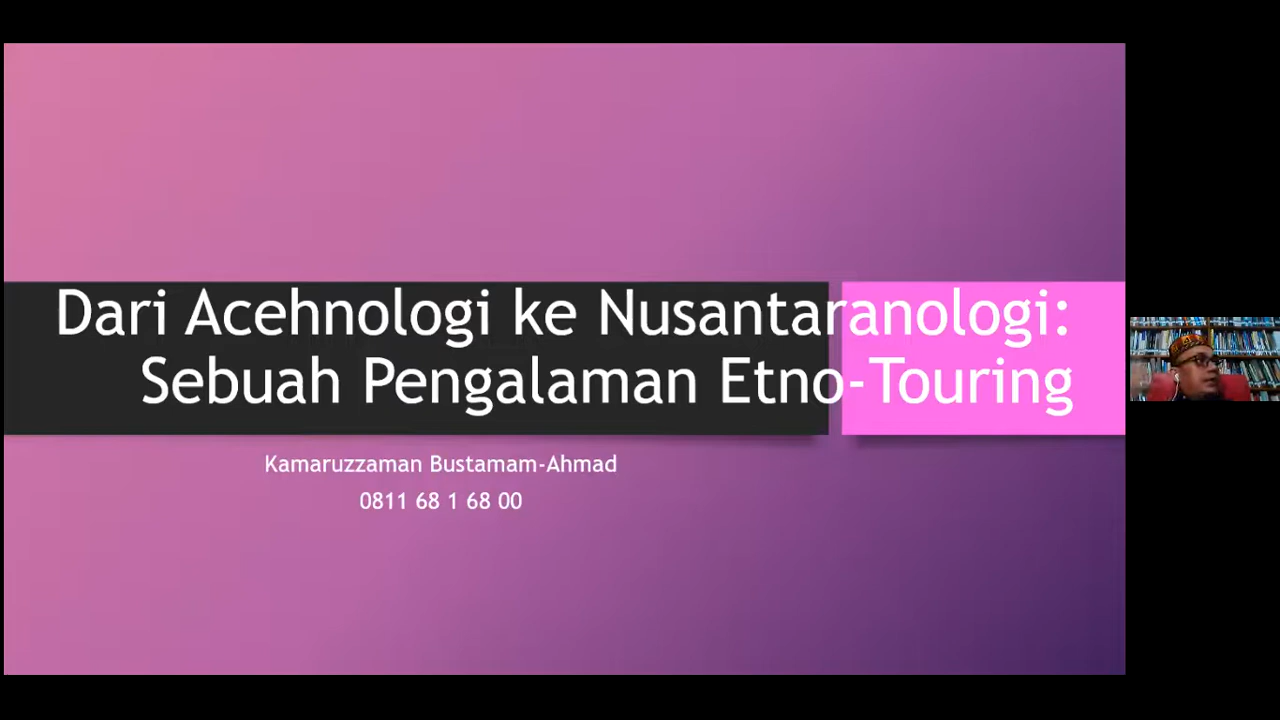 Dari Acehnologi ke Nusantaranologi:
Sebuah Pengalaman Etno-Touring
Kamaruzzaman Bustamam-Ahmad
0811 68 1 68 00